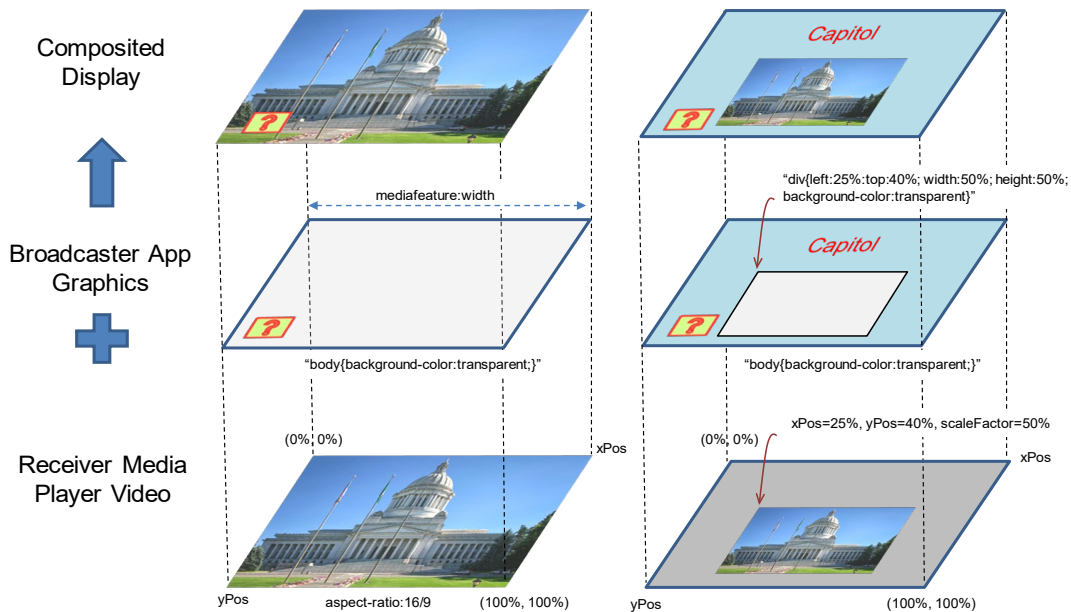 Composited
Display
?
Capitol
?
"div{left:25%:top:40%; width:50%; height:50%;
background-color:transparent}"
mediafeature:width
Broadcaster App
Graphics
?
Capitol
?
"body{background-color:transparent;}"
"body{background-color:transparent;}"
xPos=25%, yPos=40%, scaleFactor=50%
(0%, 0%)
(0%, 0%)
xPos
xPos
Receiver Media
Player Video
yPos
aspect-ratio:16/9
(100%, 100%)
yPos
(100%, 100%)